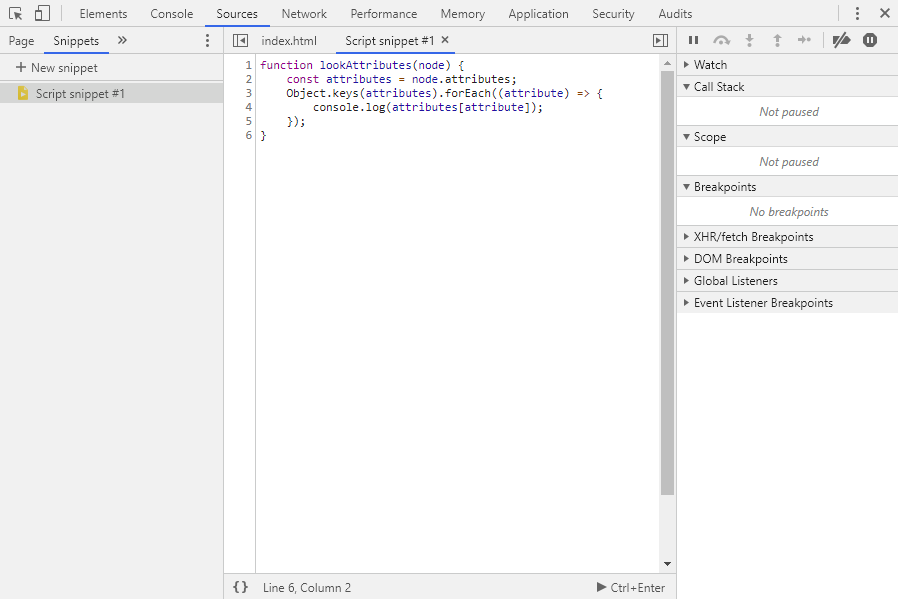 Elements Console Sources Network Performance Memory Application Security Audits
Page Snippets
index.html Script snippet #1
New snippet
Script snippet #1
1 function lookAttributes(node) {
2     const attributes = node.attributes;
3     Object.keys(attributes).forEach((attribute) => {
4         console.log(attributes[attribute]);
5     });
6 }
{} Line 6, Column 2
Ctrl+Enter
Watch
Call Stack
Not paused
Scope
Not paused
Breakpoints
No breakpoints
XHR/fetch Breakpoints
DOM Breakpoints
Global Listeners
Event Listener Breakpoints